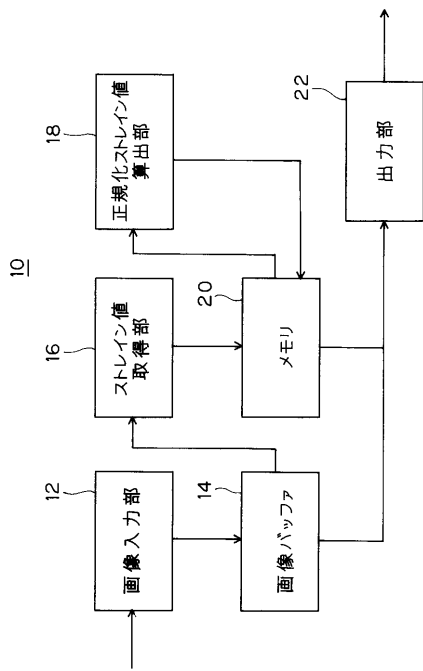 10
12
画像入力部
16
ストレイン値
取得部
18
正規化ストレイン値
算出部
14
画像バッファ
20
メモリ
22
出力部